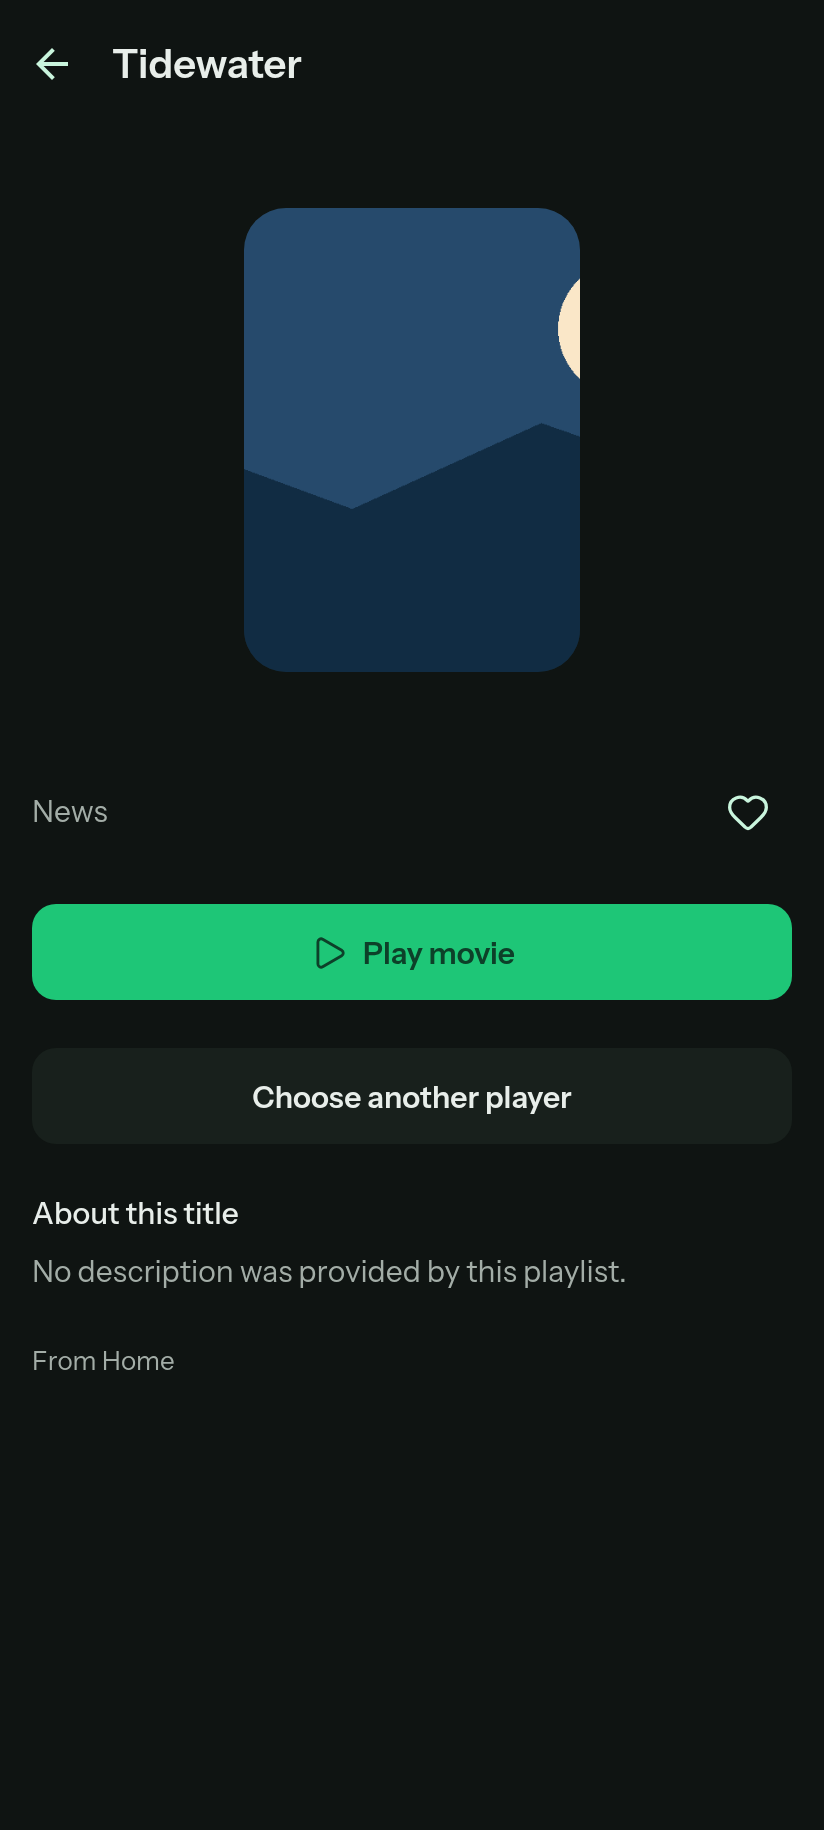 Tidewater
News
Play movie
Choose another player
About this title
No description was provided by this playlist.
From Home